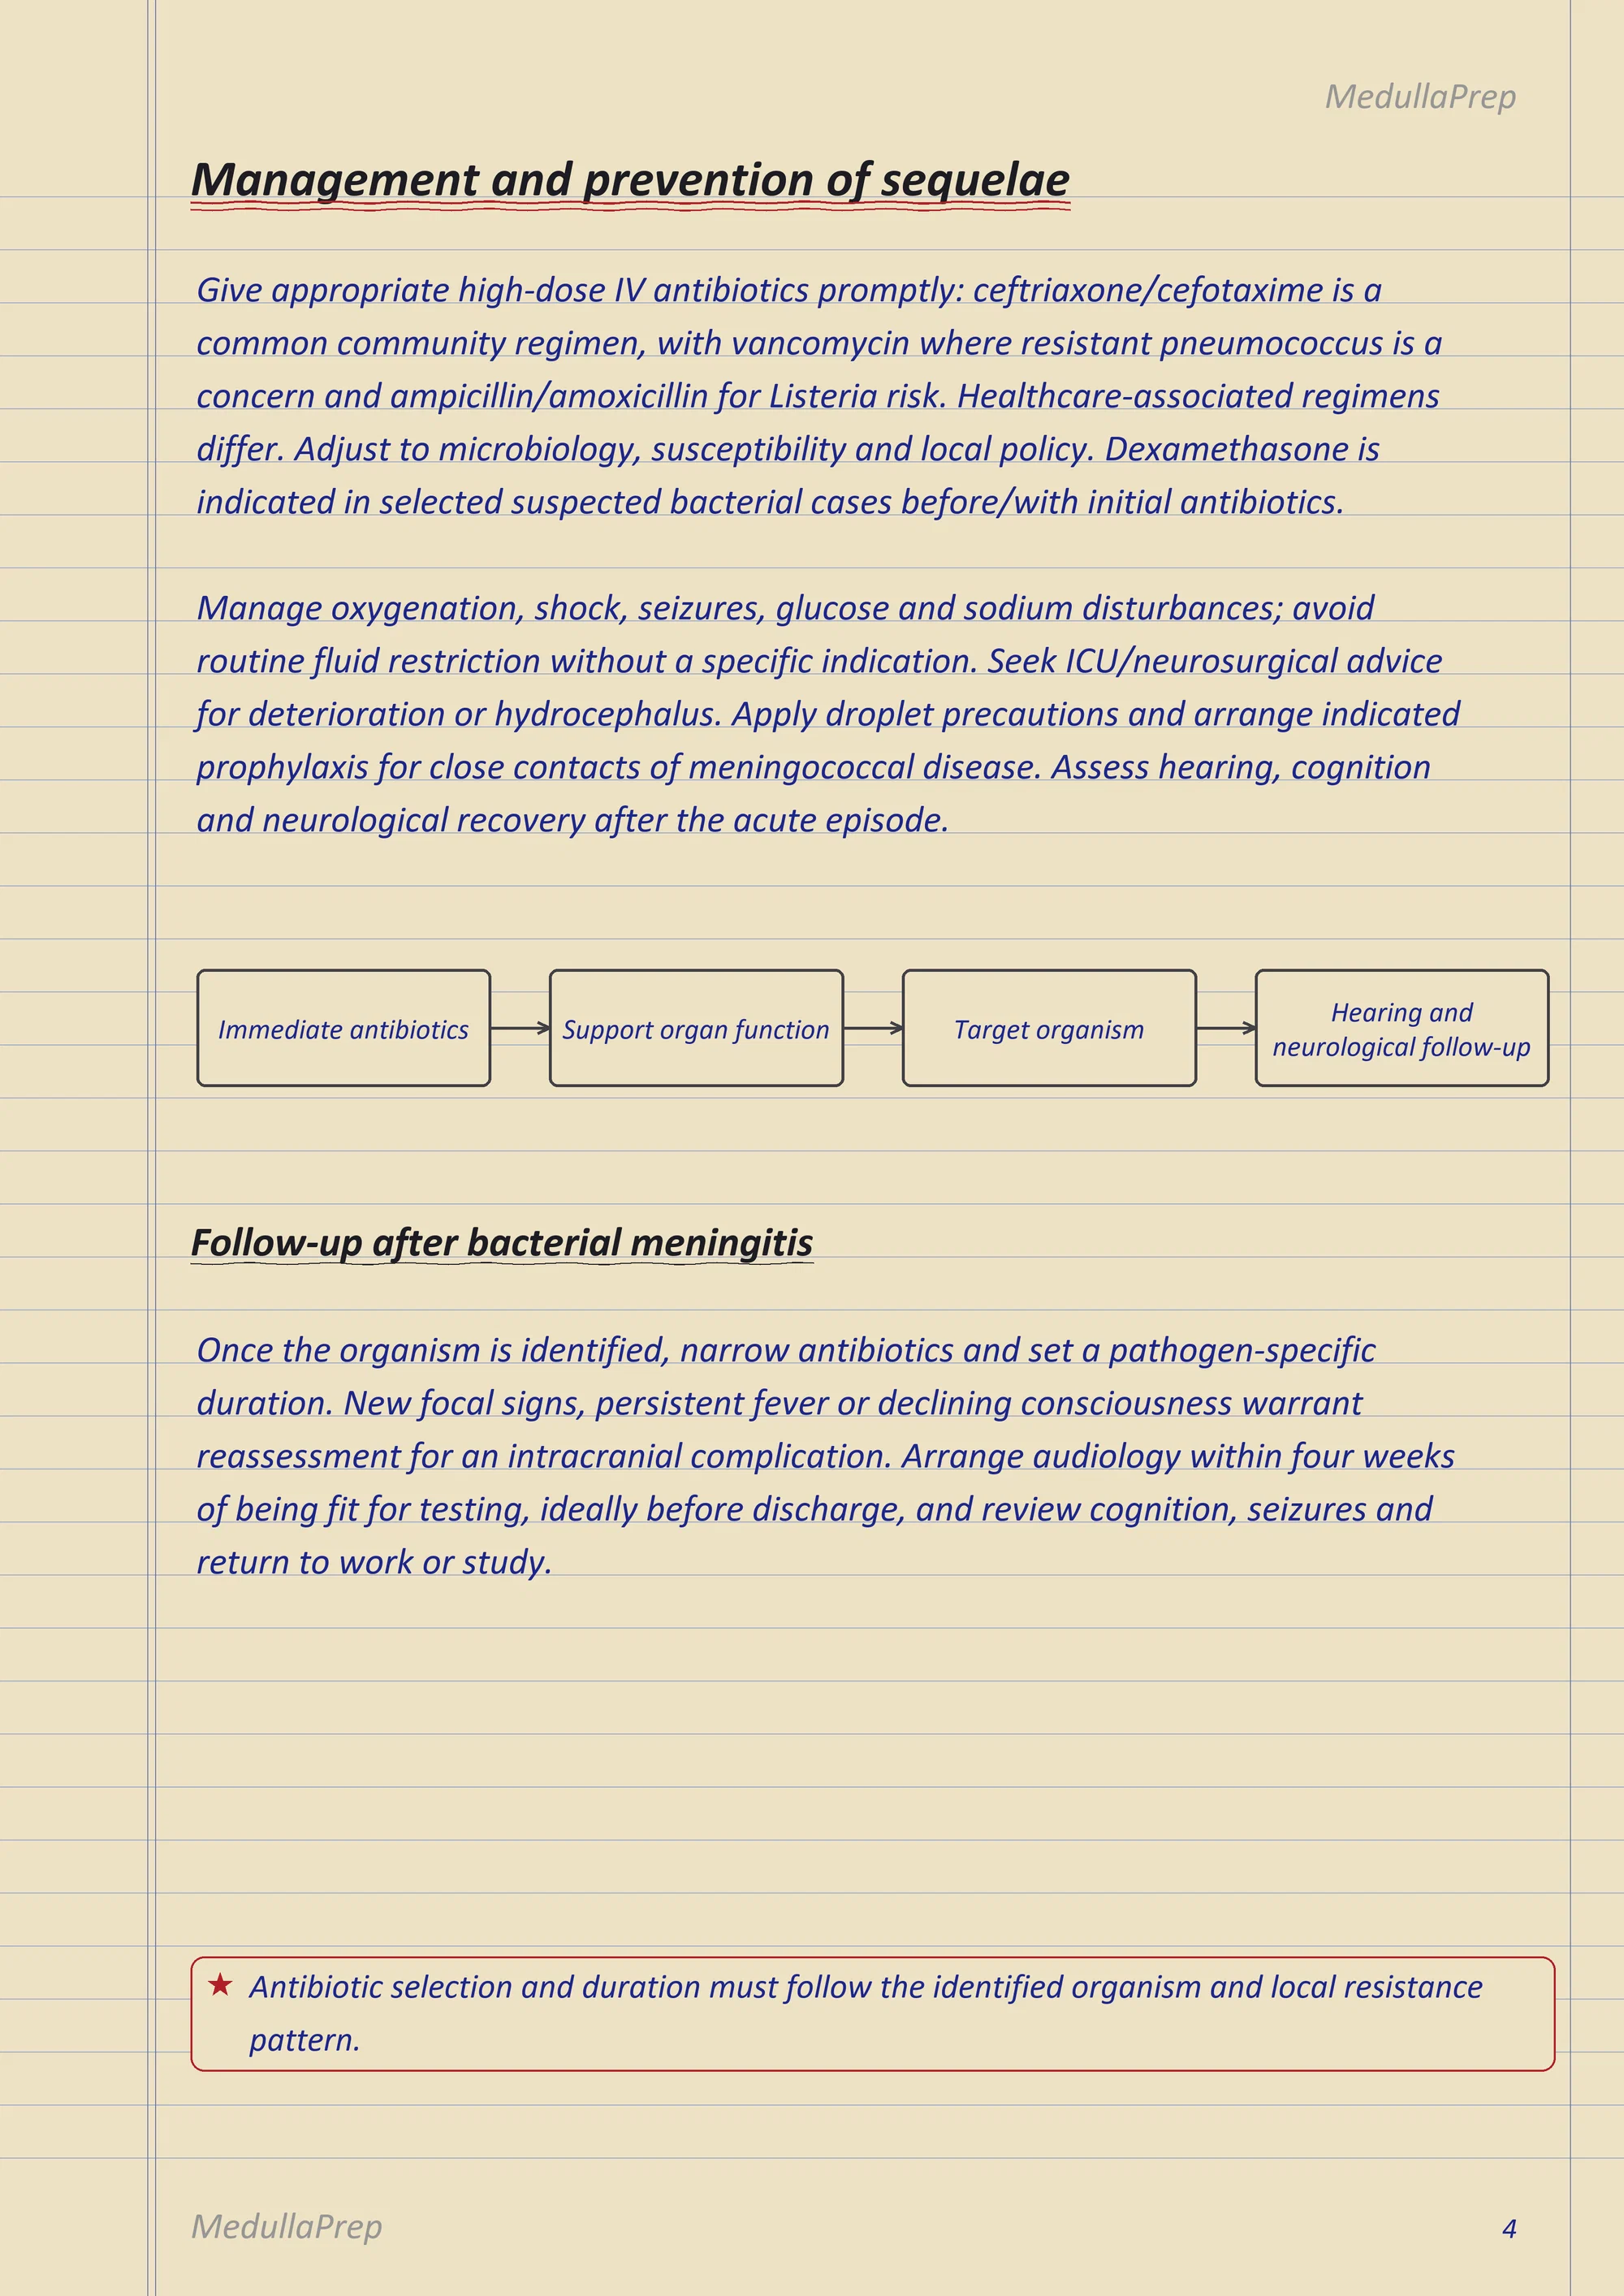 MedullaPrep
Management and prevention of sequelae
Give appropriate high-dose IV antibiotics promptly: ceftriaxone/cefotaxime is a
common community regimen, with vancomycin where resistant pneumococcus is a
concern and ampicillin/amoxicillin for Listeria risk. Healthcare-associated regimens
differ. Adjust to microbiology, susceptibility and local policy. Dexamethasone is
indicated in selected suspected bacterial cases before/with initial antibiotics.
Manage oxygenation, shock, seizures, glucose and sodium disturbances; avoid
routine fluid restriction without a specific indication. Seek ICU/neurosurgical advice
for deterioration or hydrocephalus. Apply droplet precautions and arrange indicated
prophylaxis for close contacts of meningococcal disease. Assess hearing, cognition
and neurological recovery after the acute episode.
Immediate antibiotics
Support organ function
Target organism
Hearing and
neurological follow-up
Follow-up after bacterial meningitis
Once the organism is identified, narrow antibiotics and set a pathogen-specific
duration. New focal signs, persistent fever or declining consciousness warrant
reassessment for an intracranial complication. Arrange audiology within four weeks
of being fit for testing, ideally before discharge, and review cognition, seizures and
return to work or study.
★ Antibiotic selection and duration must follow the identified organism and local resistance
pattern.
MedullaPrep
4